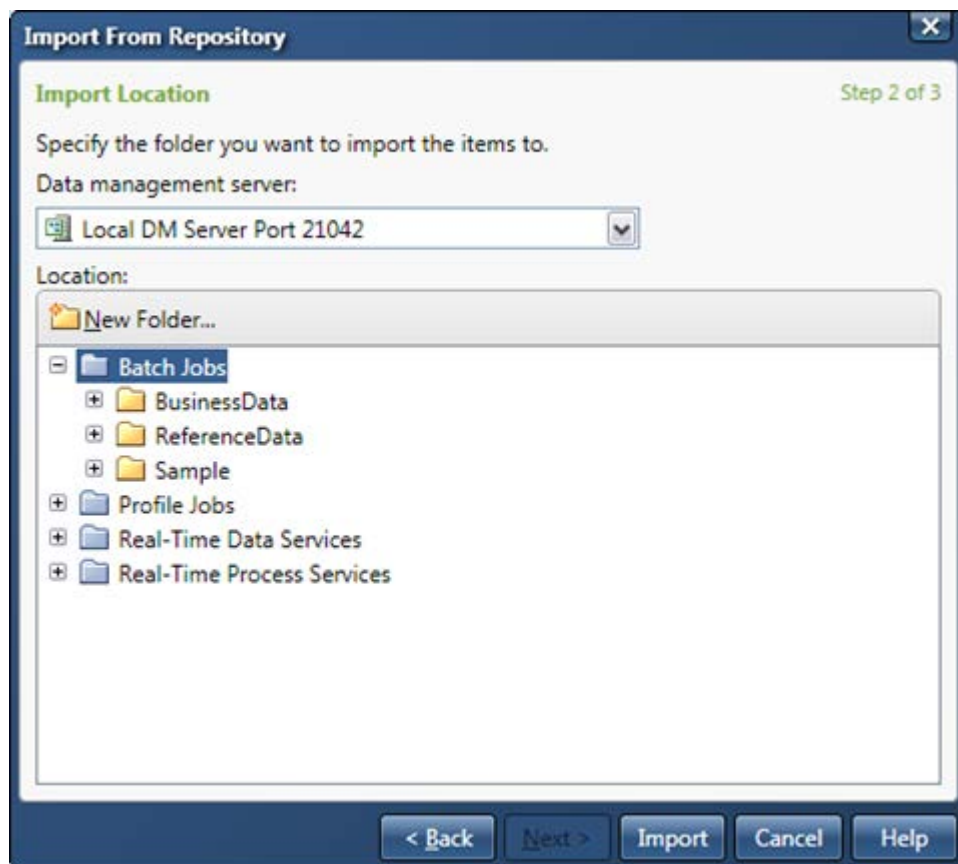 Import From Repository
Import Location
Step 2 of 3
Specify the folder you want to import the items to.
Data management server:
Local DM Server Port 21042
Location:
New Folder...
Batch Jobs
BusinessData
ReferenceData
Sample
Profile Jobs
Real-Time Data Services
Real-Time Process Services
< Back Next > Import Cancel Help